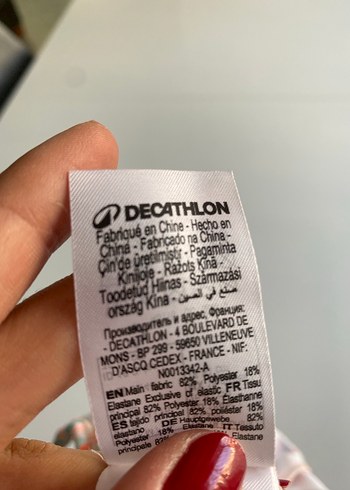 DECATHLON
Fabriqué en Chine - Hecho en
China - Fabricado na China -
Çin'de üretilmiştir - Pagaminta
Kinijoje - Ražots Ķīnā -
Toodetud Hiinas - Származási
ország Kína - صنع في الصين
Производитель и адрес, Франция:
- DECATHLON - 4 BOULEVARD DE
MONS - BP 299 - 59650 VILLENEUVE
D'ASCQ CEDEX - FRANCE - NIF:
N0013342-A
EN Main fabric 82% Polyester 18%
Elastane Exclusive of elastic FR Tissu
principal 82% Polyester 18% Élasthanne
ES tejido principal 82% poliéster 18%
elastano DE Hauptgewebe 82%
Polyester 18% Elastane IT Tessuto
principale